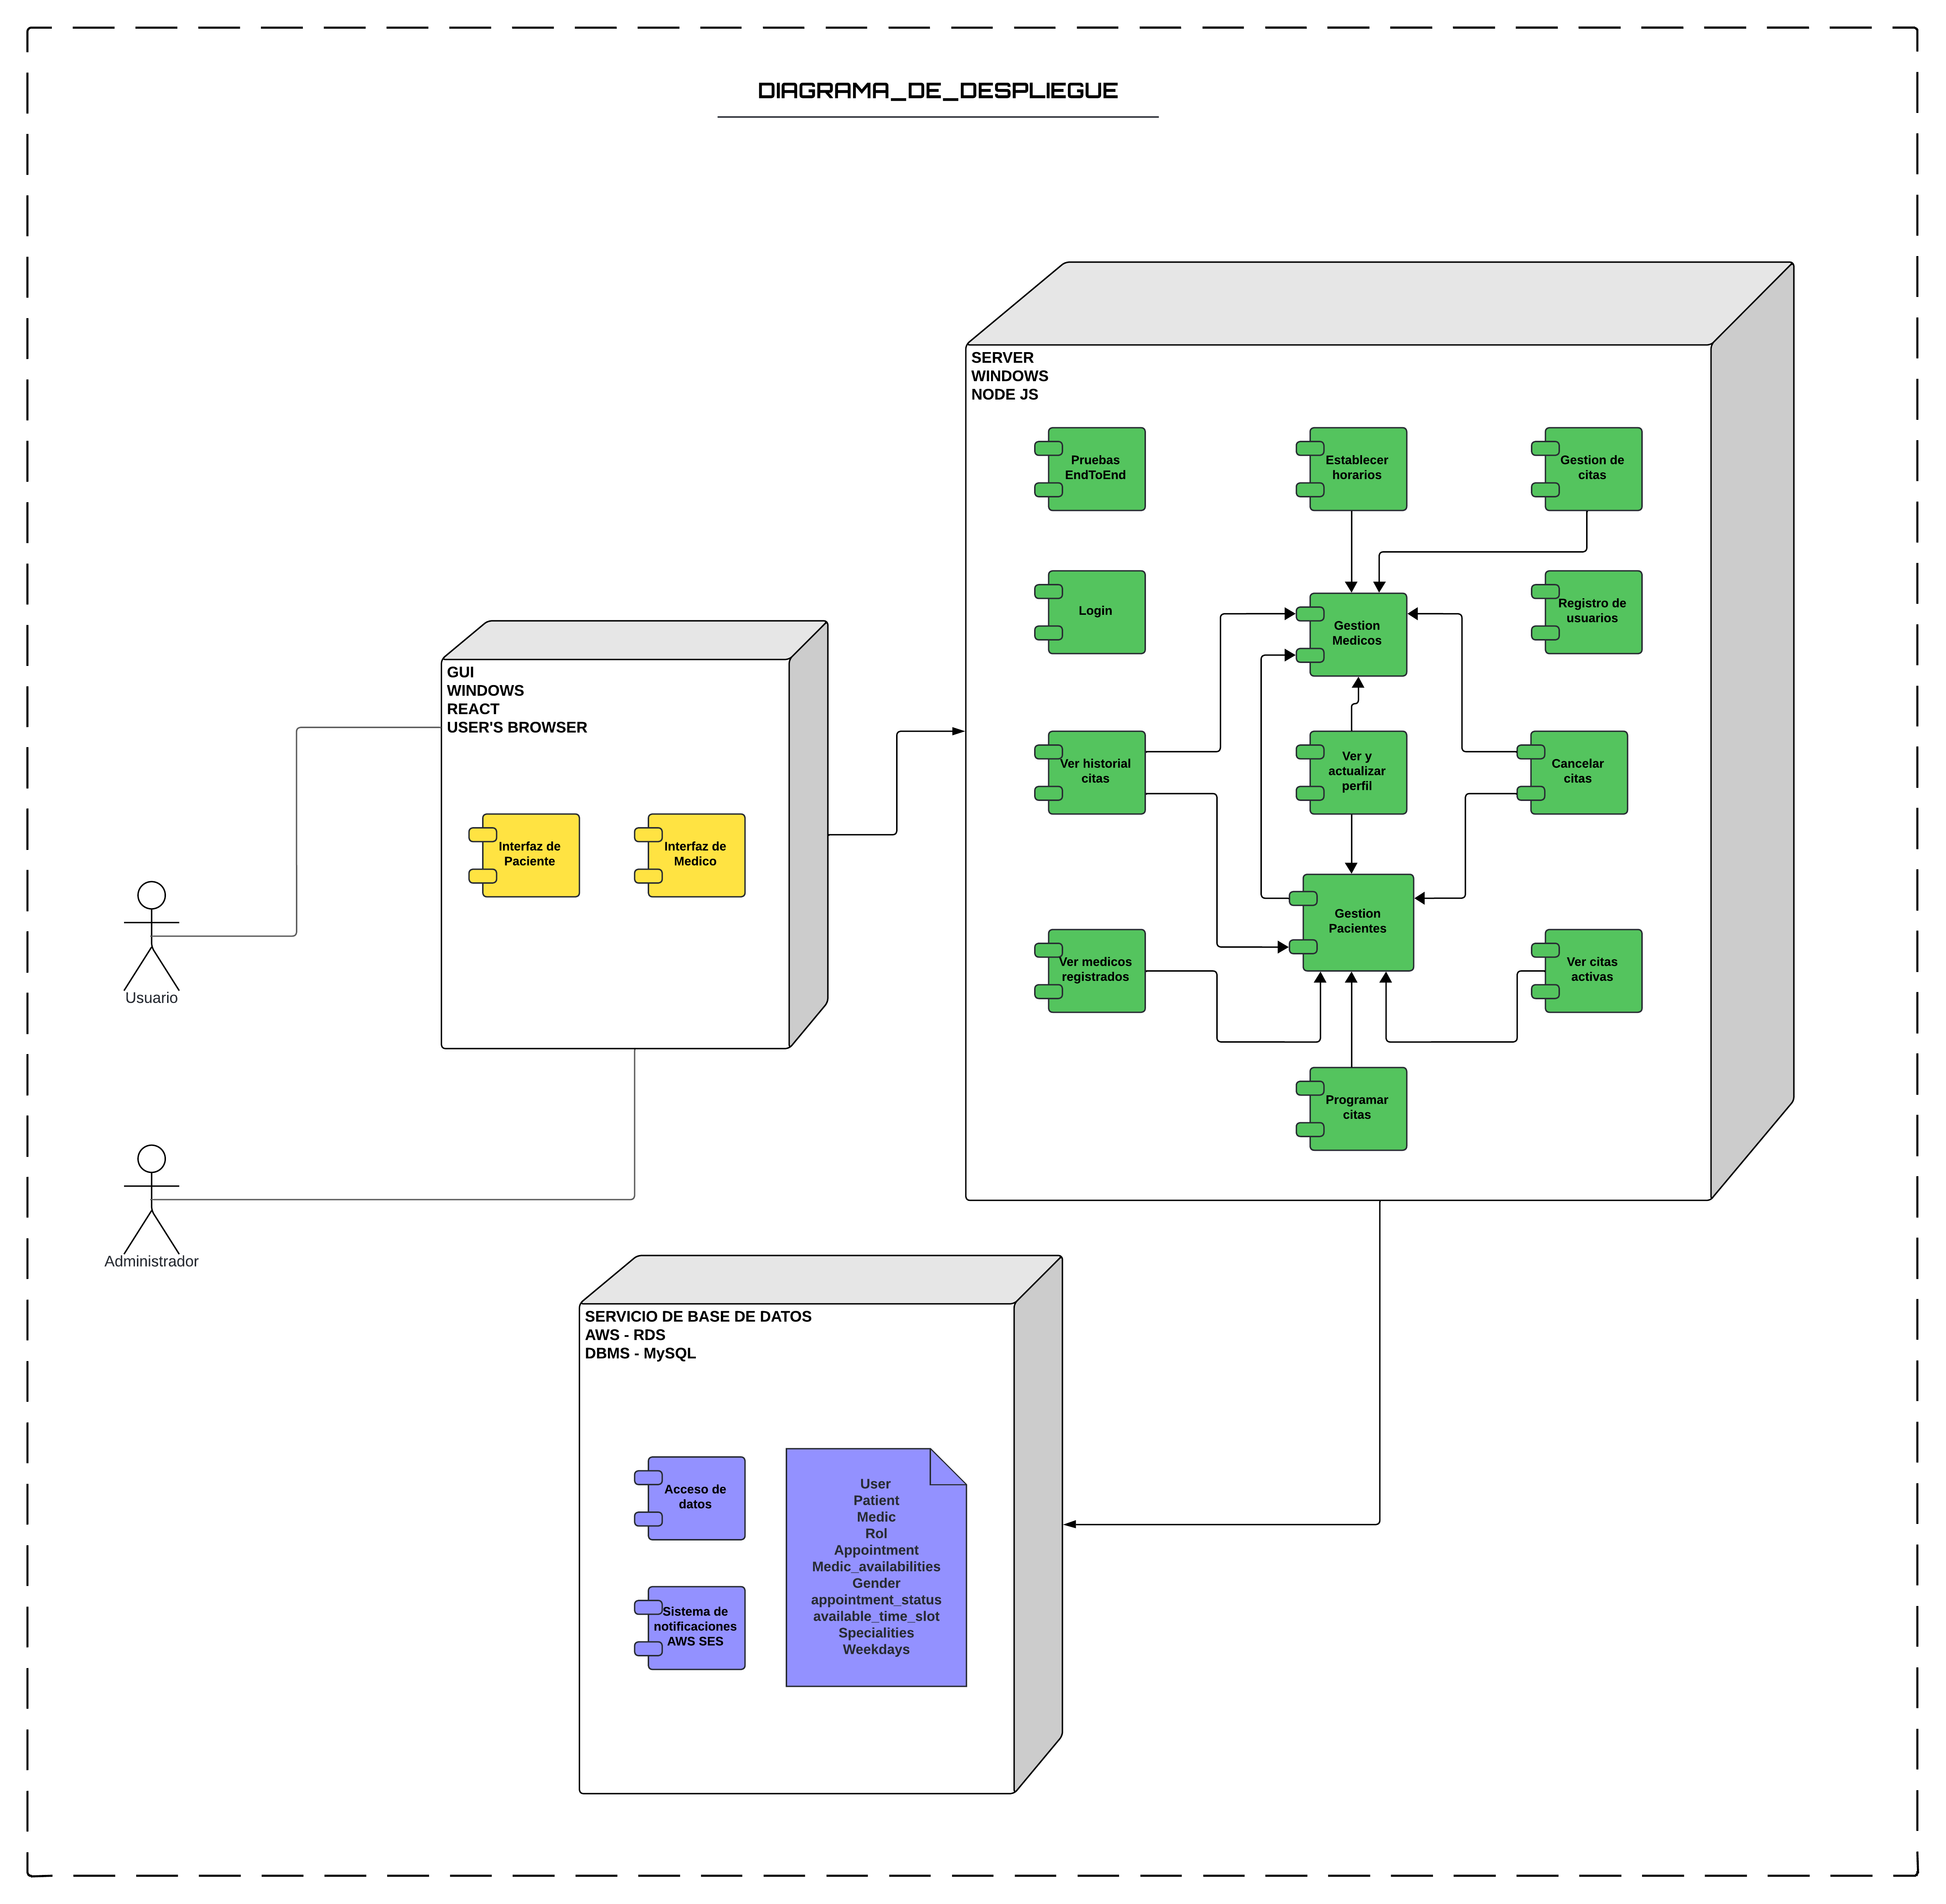 DIAGRAMA_DE_DESPLIEGUE
SERVER
WINDOWS
NODE JS
Pruebas
EndToEnd
Establecer
horarios
Gestion de
citas
Login
Gestion
Medicos
Registro de
usuarios
GUI
WINDOWS
REACT
USER'S BROWSER
Ver historial
citas
Ver y
actualizar
perfil
Cancelar
citas
Interfaz de
Paciente
Interfaz de
Medico
Gestion
Pacientes
Ver medicos
registrados
Ver citas
activas
Usuario
Programar
citas
Administrador
SERVICIO DE BASE DE DATOS
AWS - RDS
DBMS - MySQL
Acceso de
datos
User
Patient
Medic
Rol
Appointment
Medic_availabilities
Gender
appointment_status
available_time_slot
Specialities
Weekdays
Sistema de
notificaciones
AWS SES